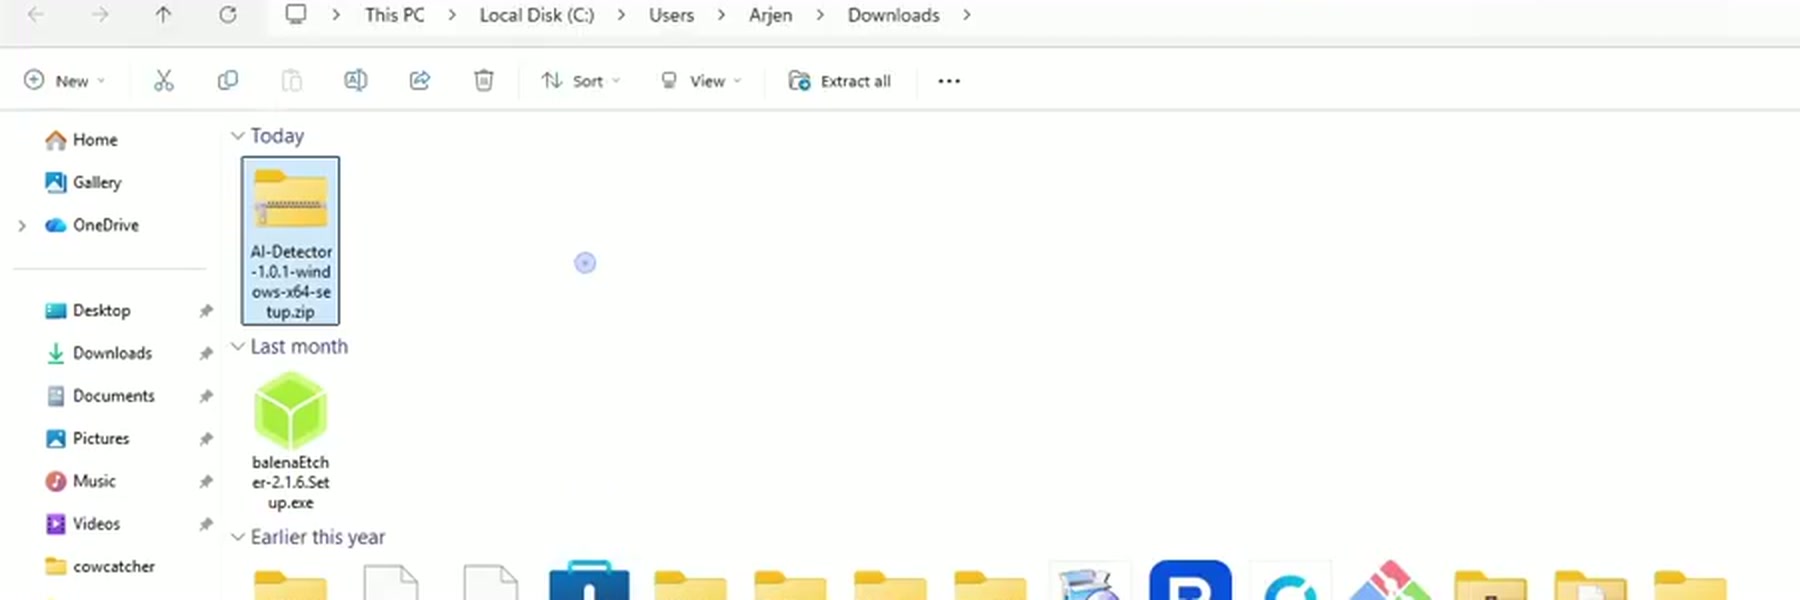 This PC > Local Disk (C:) > Users > Arjen > Downloads >
New Sort View Extract all ...
Home
Gallery
OneDrive
Desktop
Downloads
Documents
Pictures
Music
Videos
cowcatcher
Today
AI-Detector
-1.0.1-wind
ows-x64-se
tup.zip
Last month
balenaEtch
er-2.1.6.Set
up.exe
Earlier this year